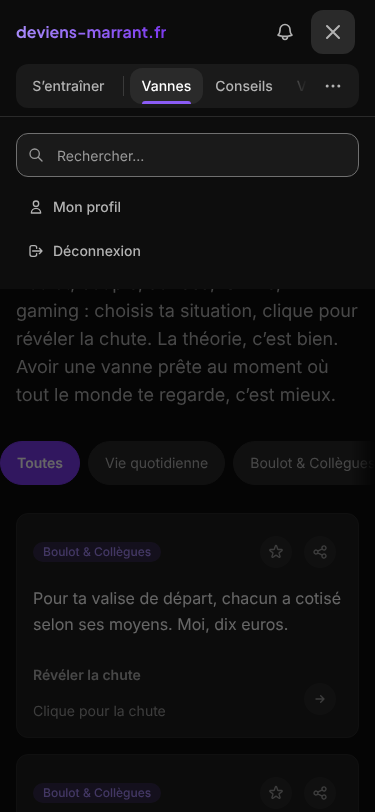 deviens-marrant.fr
S'entraîner
Vannes
Conseils
Rechercher...
Mon profil
Déconnexion
gaming : choisis ta situation, clique pour
révéler la chute. La théorie, c'est bien.
Avoir une vanne prête au moment où
tout le monde te regarde, c'est mieux.
Toutes
Vie quotidienne
Boulot & Collègues
Boulot & Collègues
Pour ta valise de départ, chacun a cotisé
selon ses moyens. Moi, dix euros.
Révéler la chute
Clique pour la chute
Boulot & Collègues